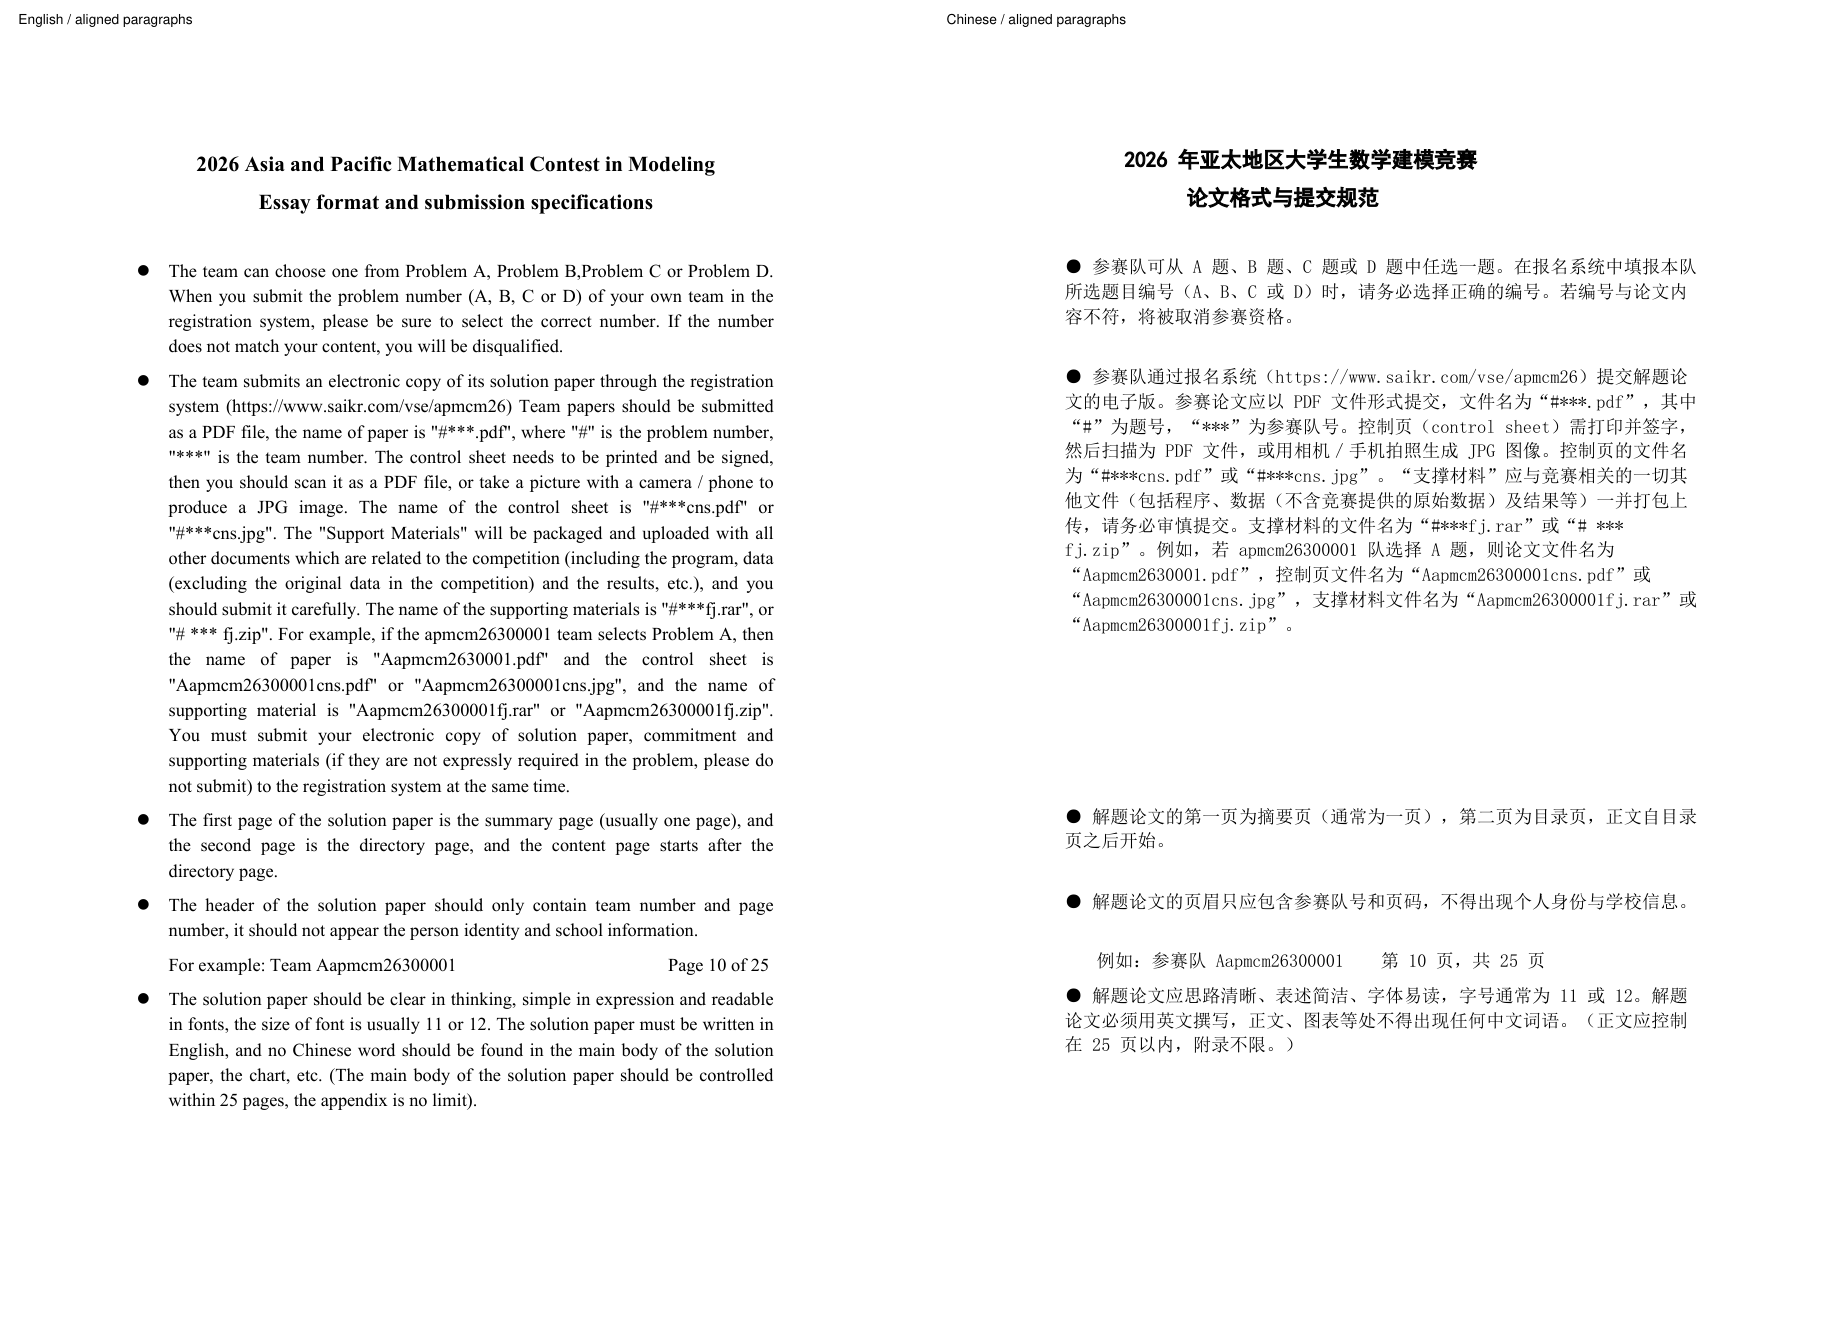 English / aligned paragraphs
2026 Asia and Pacific Mathematical Contest in Modeling
Essay format and submission specifications
● The team can choose one from Problem A, Problem B,Problem C or Problem D.
When you submit the problem number (A, B, C or D) of your own team in the
registration system, please be sure to select the correct number. If the number
does not match your content, you will be disqualified.
● The team submits an electronic copy of its solution paper through the registration
system (https://www.saikr.com/vse/apmcm26) Team papers should be submitted
as a PDF file, the name of paper is "#***.pdf", where "#" is the problem number,
"***" is the team number. The control sheet needs to be printed and be signed,
then you should scan it as a PDF file, or take a picture with a camera / phone to
produce a JPG image. The name of the control sheet is "#***cns.pdf" or
"#***cns.jpg". The "Support Materials" will be packaged and uploaded with all
other documents which are related to the competition (including the program, data
(excluding the original data in the competition) and the results, etc.), and you
should submit it carefully. The name of the supporting materials is "#***fj.rar", or
"# *** fj.zip". For example, if the apmcm26300001 team selects Problem A, then
the name of paper is "Aapmcm2630001.pdf" and the control sheet is
"Aapmcm26300001cns.pdf" or "Aapmcm26300001cns.jpg", and the name of
supporting material is "Aapmcm26300001fj.rar" or "Aapmcm26300001fj.zip".
You must submit your electronic copy of solution paper, commitment and
supporting materials (if they are not expressly required in the problem, please do
not submit) to the registration system at the same time.
● The first page of the solution paper is the summary page (usually one page), and
the second page is the directory page, and the content page starts after the
directory page.
● The header of the solution paper should only contain team number and page
number, it should not appear the person identity and school information.
For example: Team Aapmcm26300001 Page 10 of 25
● The solution paper should be clear in thinking, simple in expression and readable
in fonts, the size of font is usually 11 or 12. The solution paper must be written in
English, and no Chinese word should be found in the main body of the solution
paper, the chart, etc. (The main body of the solution paper should be controlled
within 25 pages, the appendix is no limit).
Chinese / aligned paragraphs
2026 年亚太地区大学生数学建模竞赛
论文格式与提交规范
● 参赛队可从 A 题、B 题、C 题或 D 题中任选一题。在报名系统中填报本队
所选题目编号（A、B、C 或 D）时，请务必选择正确的编号。若编号与论文内
容不符，将被取消参赛资格。
● 参赛队通过报名系统（https://www.saikr.com/vse/apmcm26）提交解题论
文的电子版。参赛论文应以 PDF 文件形式提交，文件名为“#***.pdf”，其中
“#”为题号，“***”为参赛队号。控制页（control sheet）需打印并签字，
然后扫描为 PDF 文件，或用相机／手机拍照生成 JPG 图像。控制页的文件名
为“#***cns.pdf”或“#***cns.jpg”。“支撑材料”应与竞赛相关的一切其
他文件（包括程序、数据（不含竞赛提供的原始数据）及结果等）一并打包上
传，请务必审慎提交。支撑材料的文件名为“#***fj.rar”或“# ***
fj.zip”。例如，若 apmcm26300001 队选择 A 题，则论文文件名为
“Aapmcm2630001.pdf”，控制页文件名为“Aapmcm26300001cns.pdf”或
“Aapmcm26300001cns.jpg”，支撑材料文件名为“Aapmcm26300001fj.rar”或
“Aapmcm26300001fj.zip”。
● 解题论文的第一页为摘要页（通常为一页），第二页为目录页，正文自目录
页之后开始。
● 解题论文的页眉只应包含参赛队号和页码，不得出现个人身份与学校信息。
例如：参赛队 Aapmcm26300001 第 10 页，共 25 页
● 解题论文应思路清晰、表述简洁、字体易读，字号通常为 11 或 12。解题
论文必须用英文撰写，正文、图表等处不得出现任何中文词语。（正文应控制
在 25 页以内，附录不限。）